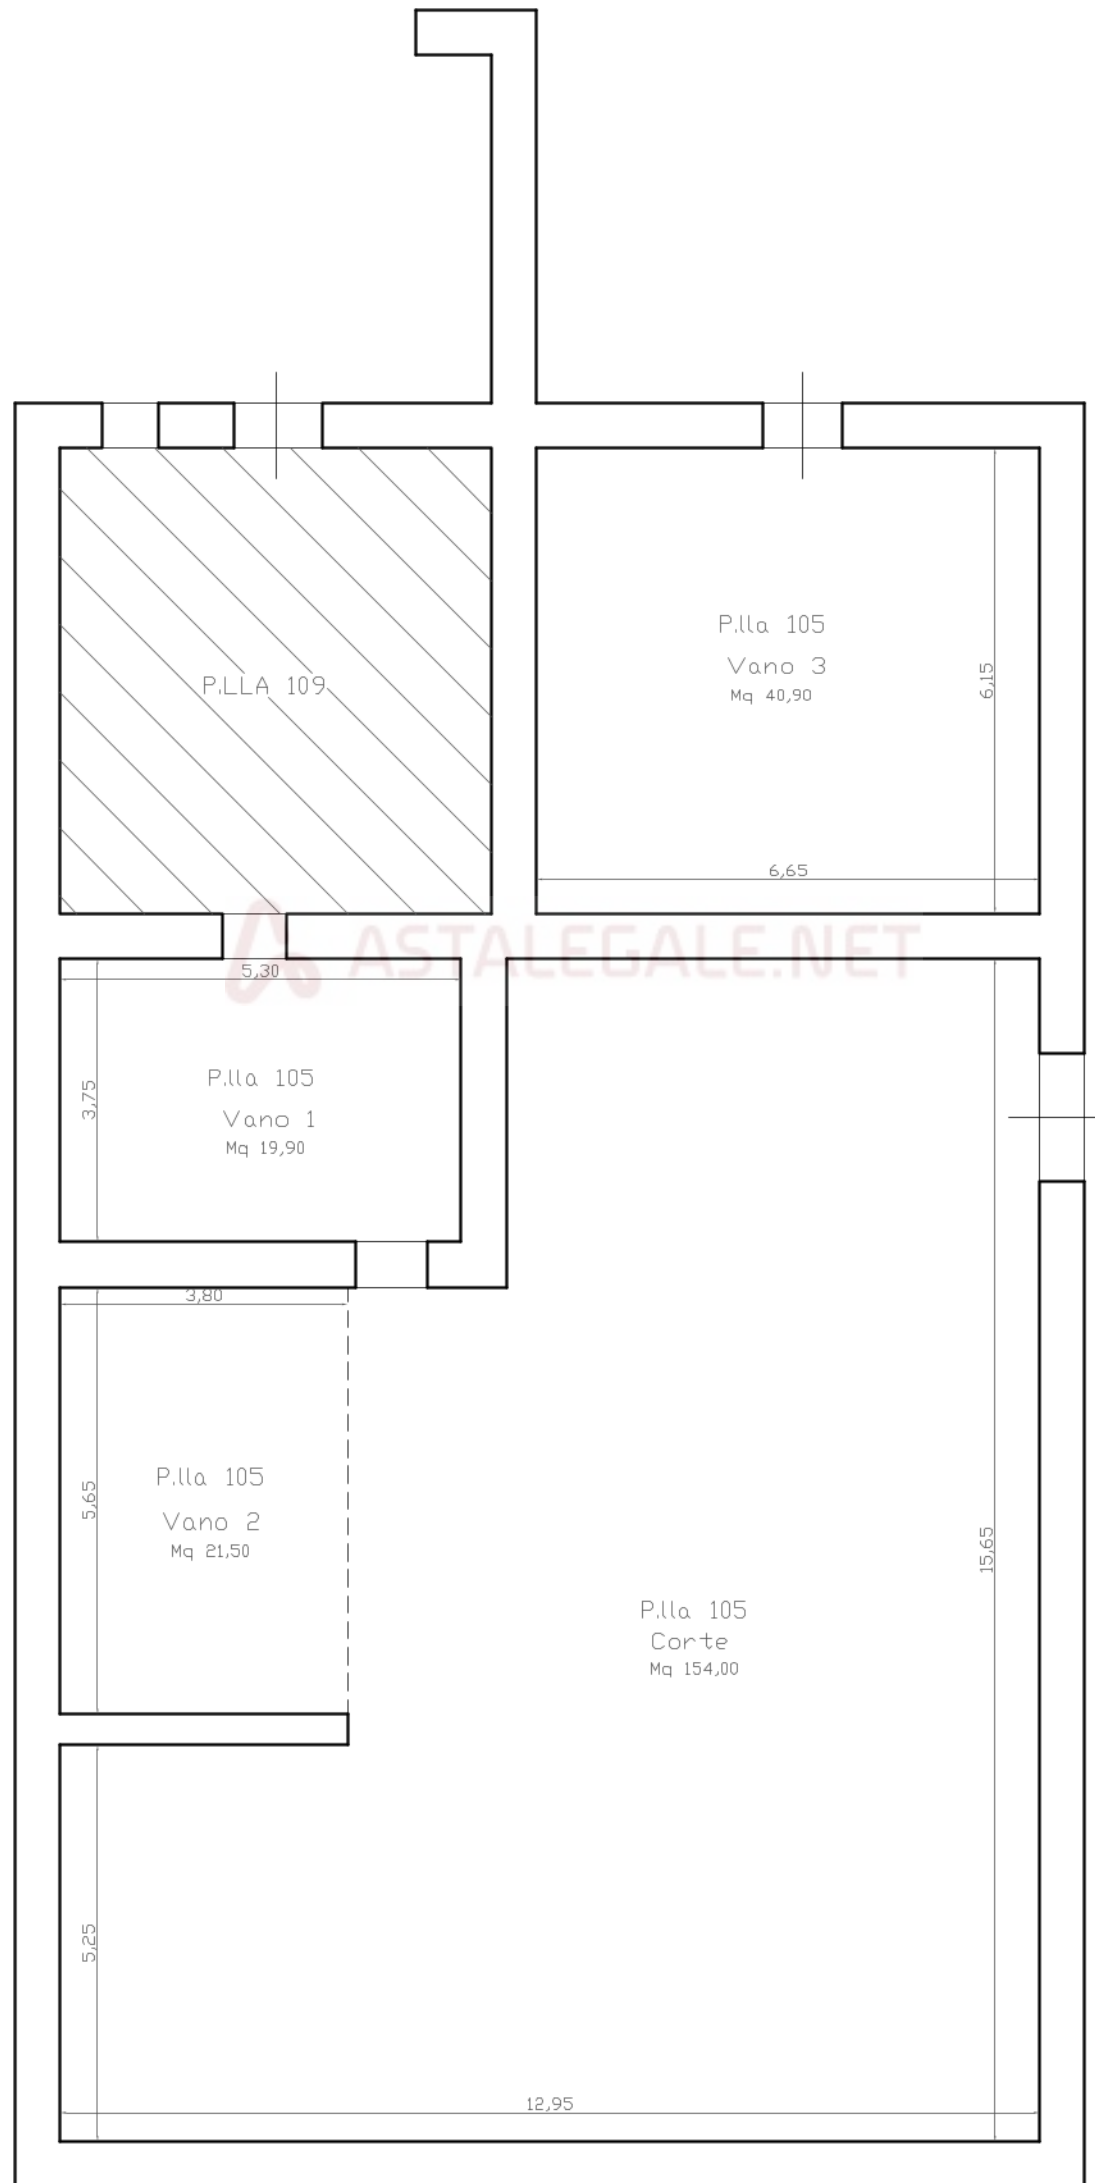 P.LLA 109
P.lla 105
Vano 3
Mq 40,90
6,15
6,65
ASTALEGALE.NET
5,30
3,75
P.lla 105
Vano 1
Mq 19,90
3,80
5,65
P.lla 105
Vano 2
Mq 21,50
15,65
P.lla 105
Corte
Mq 154,00
5,25
12,95